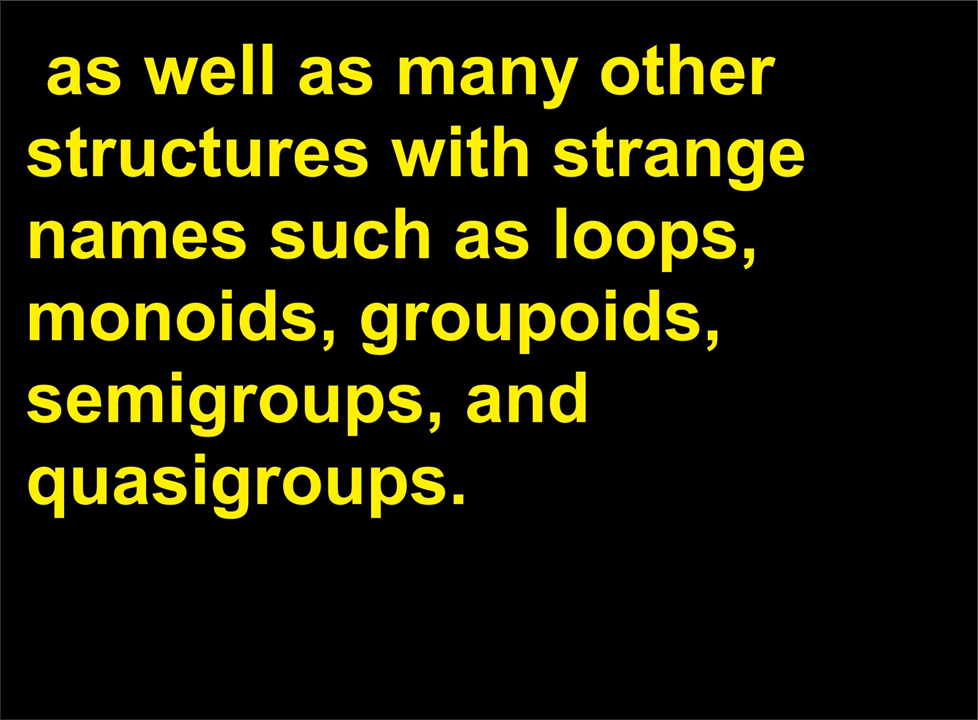 as well as many other
structures with strange
names such as loops,
monoids, groupoids,
semigroups, and
quasigroups.